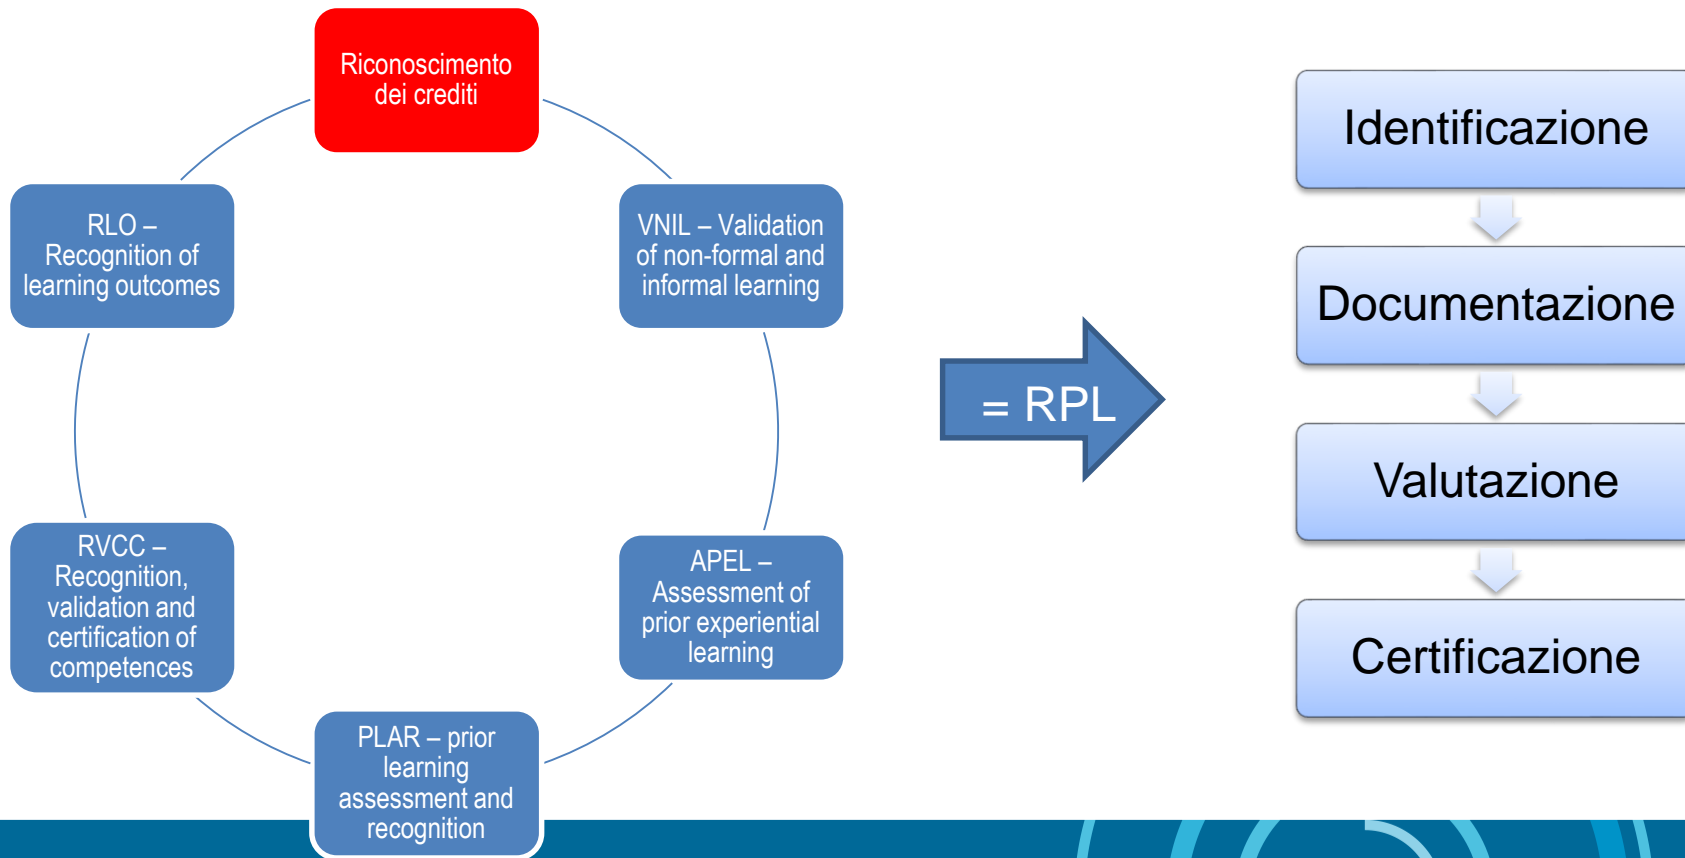 Riconoscimento
dei crediti
VNIL – Validation
of non-formal and
informal learning
APEL –
Assessment of
prior experiential
learning
PLAR – prior
learning
assessment and
recognition
RVCC –
Recognition,
validation and
certification of
competences
RLO –
Recognition of
learning outcomes
= RPL
Identificazione
Documentazione
Valutazione
Certificazione